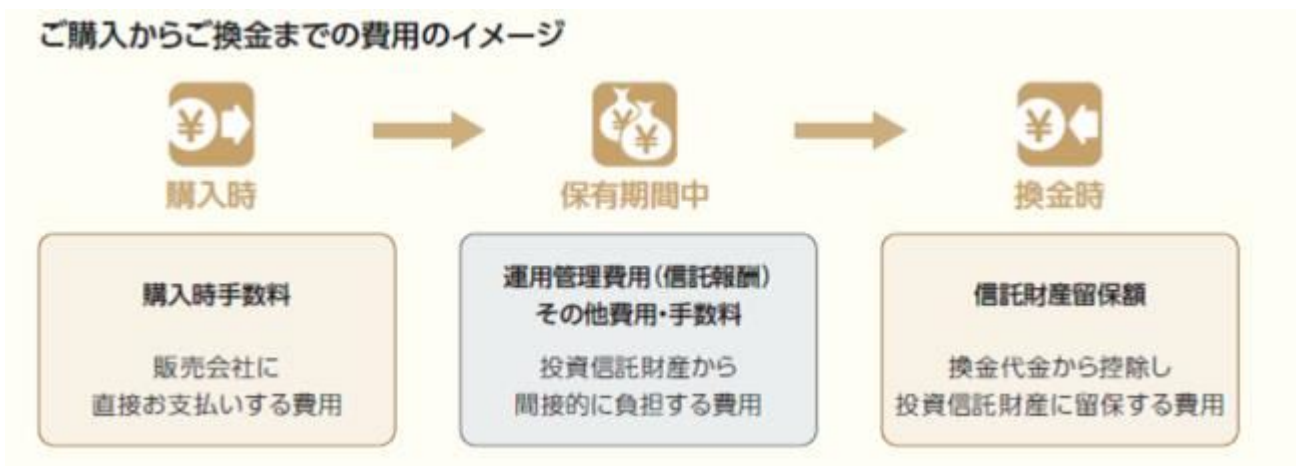 ご購入からご換金までの費用のイメージ
¥
¥¥
¥
購入時
保有期間中
換金時
購入時手数料
販売会社に
直接お支払いする費用
運用管理費用(信託報酬)
その他費用・手数料
投資信託財産から
間接的に負担する費用
信託財産留保額
換金代金から控除し
投資信託財産に留保する費用